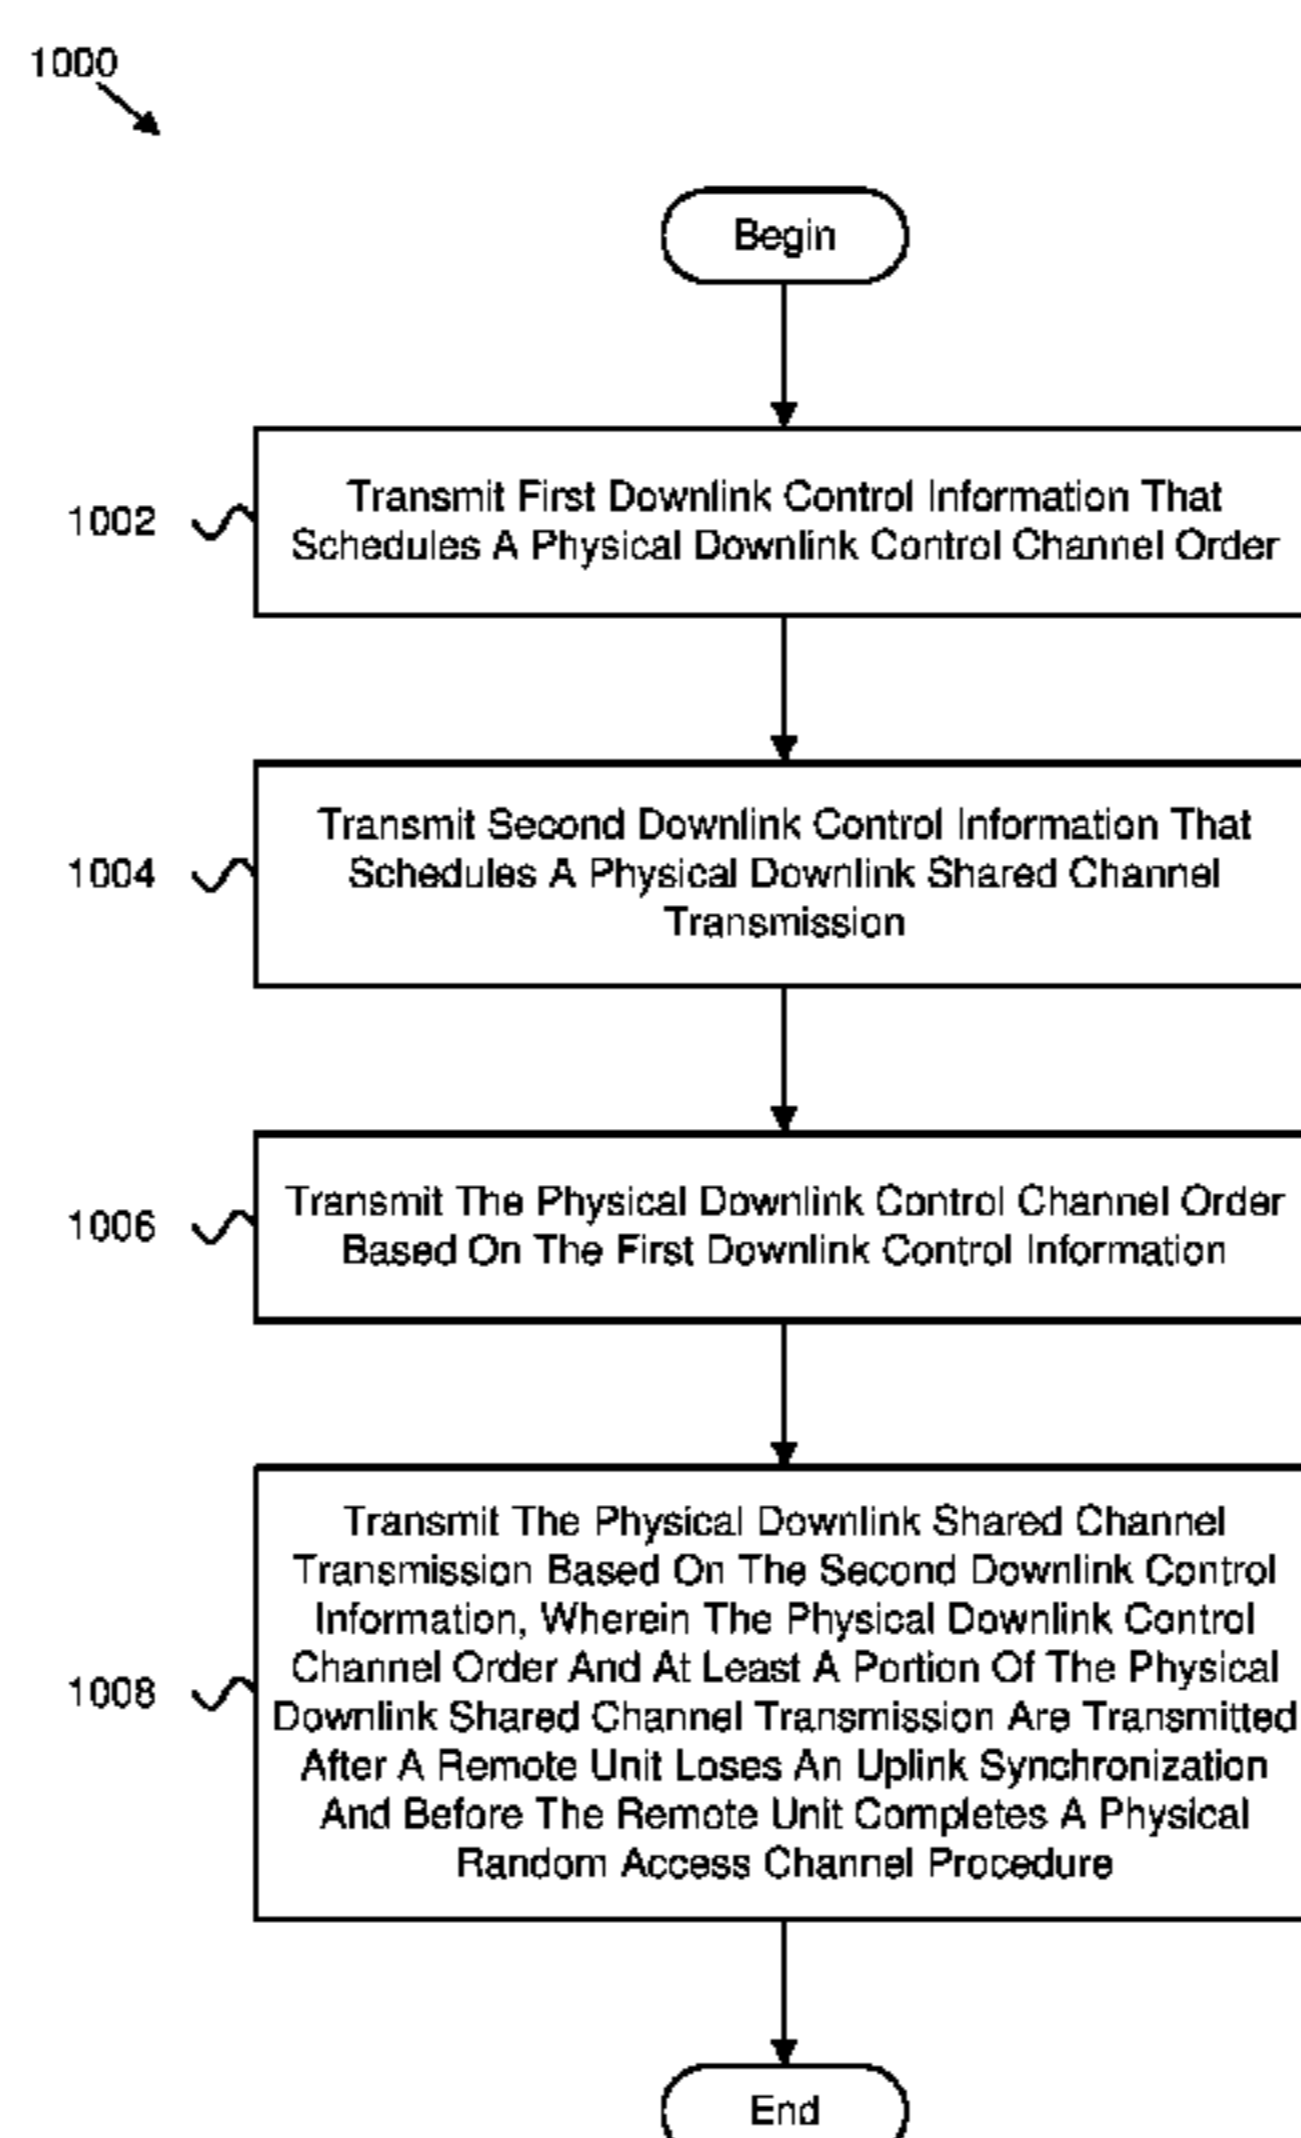 1000
Begin
1002
Transmit First Downlink Control Information That
Schedules A Physical Downlink Control Channel Order
1004
Transmit Second Downlink Control Information That
Schedules A Physical Downlink Shared Channel
Transmission
1006
Transmit The Physical Downlink Control Channel Order
Based On The First Downlink Control Information
1008
Transmit The Physical Downlink Shared Channel
Transmission Based On The Second Downlink Control
Information, Wherein The Physical Downlink Control
Channel Order And At Least A Portion Of The Physical
Downlink Shared Channel Transmission Are Transmitted
After A Remote Unit Loses An Uplink Synchronization
And Before The Remote Unit Completes A Physical
Random Access Channel Procedure
End